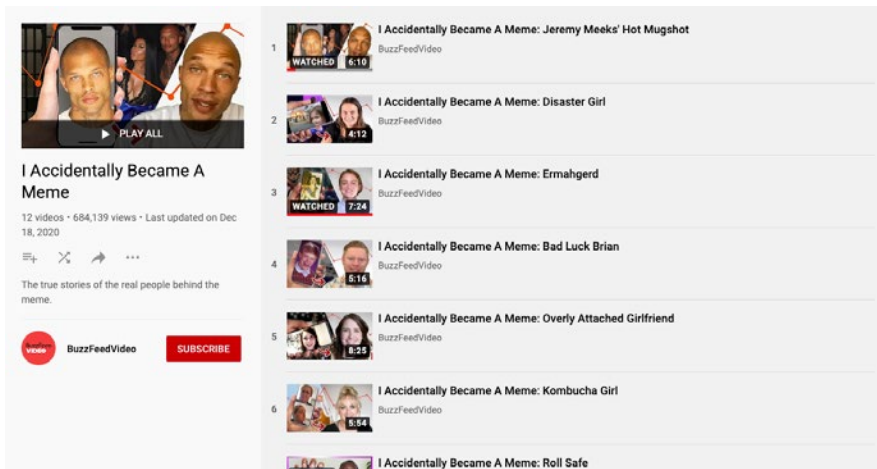 PLAY ALL
I Accidentally Became A
Meme
12 videos • 684,139 views • Last updated on Dec
18, 2020
The true stories of the real people behind the
meme.
BuzzFeed
VIDEO
BuzzFeedVideo
SUBSCRIBE
1
WATCHED
6:10
I Accidentally Became A Meme: Jeremy Meeks' Hot Mugshot
BuzzFeedVideo
2
4:12
I Accidentally Became A Meme: Disaster Girl
BuzzFeedVideo
3
WATCHED
7:24
I Accidentally Became A Meme: Ermahgerd
BuzzFeedVideo
4
5:16
I Accidentally Became A Meme: Bad Luck Brian
BuzzFeedVideo
5
8:25
I Accidentally Became A Meme: Overly Attached Girlfriend
BuzzFeedVideo
6
5:54
I Accidentally Became A Meme: Kombucha Girl
BuzzFeedVideo
I Accidentally Became A Meme: Roll Safe